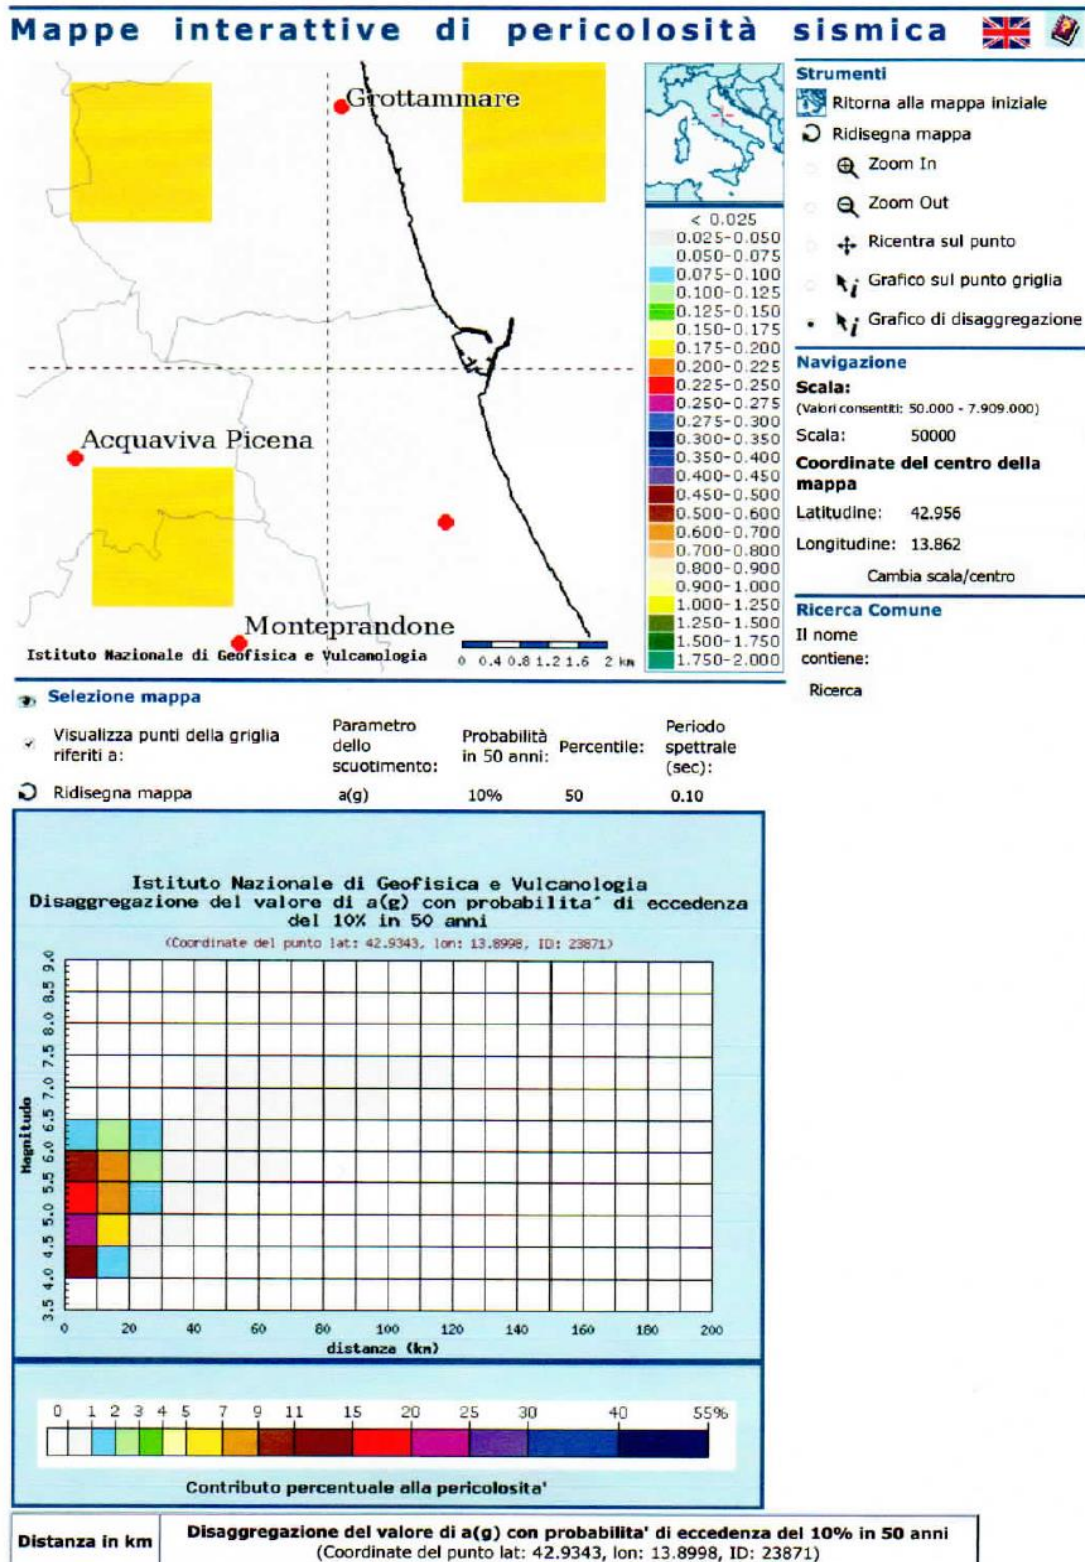 Mappe interattive di pericolosità sismica
Grottammare
Acquaviva Picena
Monteprandone
Istituto Nazionale di Geofisica e Vulcanologia
0 0.4 0.8 1.2 1.6 2 km
< 0.025
0.025-0.050
0.050-0.075
0.075-0.100
0.100-0.125
0.125-0.150
0.150-0.175
0.175-0.200
0.200-0.225
0.225-0.250
0.250-0.275
0.275-0.300
0.300-0.350
0.350-0.400
0.400-0.450
0.450-0.500
0.500-0.600
0.600-0.700
0.700-0.800
0.800-0.900
0.900-1.000
1.000-1.250
1.250-1.500
1.500-1.750
1.750-2.000
Strumenti
Ritorna alla mappa iniziale
Ridisegna mappa
Zoom In
Zoom Out
Ricentra sul punto
Grafico sul punto griglia
Grafico di disaggregazione
Navigazione
Scala:
(Valori consentiti: 50.000 - 7.909.000)
Scala: 50000
Coordinate del centro della
mappa
Latitudine: 42.956
Longitudine: 13.862
Cambia scala/centro
Ricerca Comune
Il nome
contiene:
Ricerca
Selezione mappa
Visualizza punti della griglia
riferiti a:
Parametro
dello
scuotimento:
Probabilità
in 50 anni:
Percentile:
Periodo
spettrale
(sec):
Ridisegna mappa a(g) 10% 50 0.10
Istituto Nazionale di Geofisica e Vulcanologia
Disaggregazione del valore di a(g) con probabilita' di eccedenza
del 10% in 50 anni
(Coordinate del punto lat: 42.9343, lon: 13.8998, ID: 23871)
Magnitudo
9.0
8.5
8.0
7.5
7.0
6.5
6.0
5.5
5.0
4.5
4.0
3.5
0 20 40 60 80 100 120 140 160 180 200
distanza (km)
0 1 2 3 4 5 7 9 11 15 20 25 30 40 55%
Contributo percentuale alla pericolosita'
Distanza in km
Disaggregazione del valore di a(g) con probabilita' di eccedenza del 10% in 50 anni
(Coordinate del punto lat: 42.9343, lon: 13.8998, ID: 23871)